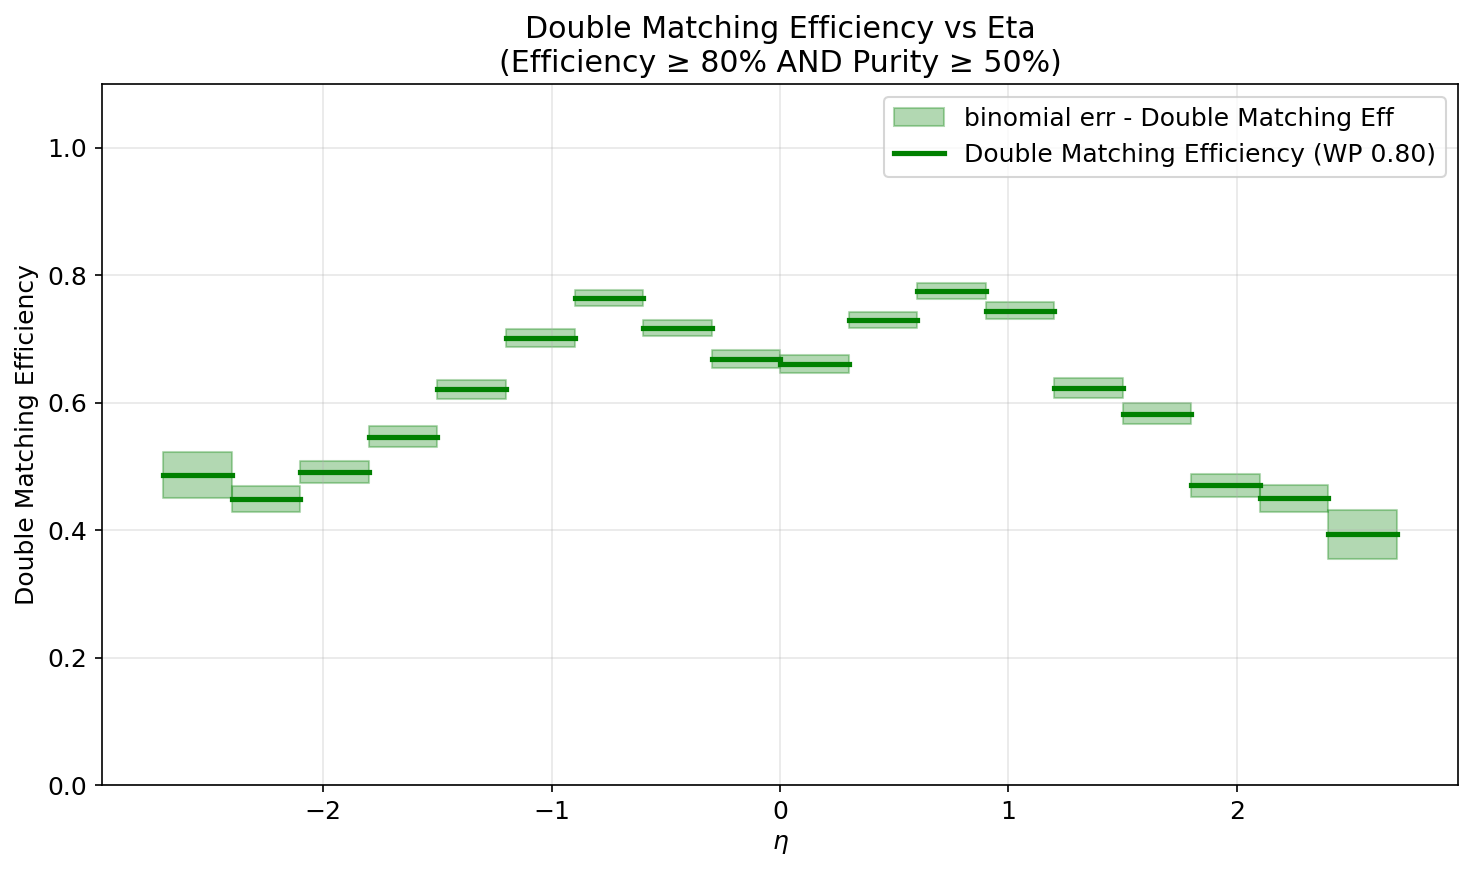 Double Matching Efficiency vs Eta
(Efficiency ≥ 80% AND Purity ≥ 50%)
binomial err - Double Matching Eff
Double Matching Efficiency (WP 0.80)
Double Matching Efficiency
1.0
0.8
0.6
0.4
0.2
0.0
−2
−1
0
1
2
η